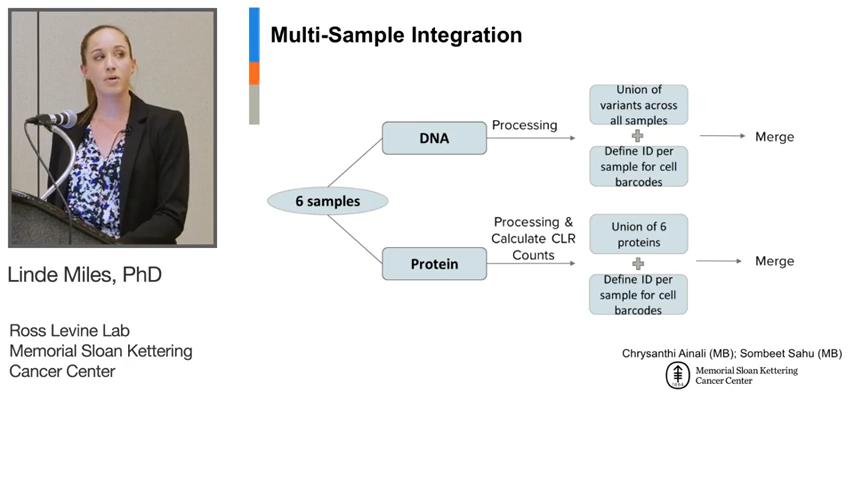 Multi-Sample Integration
6 samples
DNA
Processing
Union of
variants across
all samples
Define ID per
sample for cell
barcodes
Merge
Protein
Processing &
Calculate CLR
Counts
Union of 6
proteins
Define ID per
sample for cell
barcodes
Merge
Chrysanthi Ainali (MB); Sombeet Sahu (MB)
Memorial Sloan Kettering
Cancer Center
Linde Miles, PhD
Ross Levine Lab
Memorial Sloan Kettering
Cancer Center